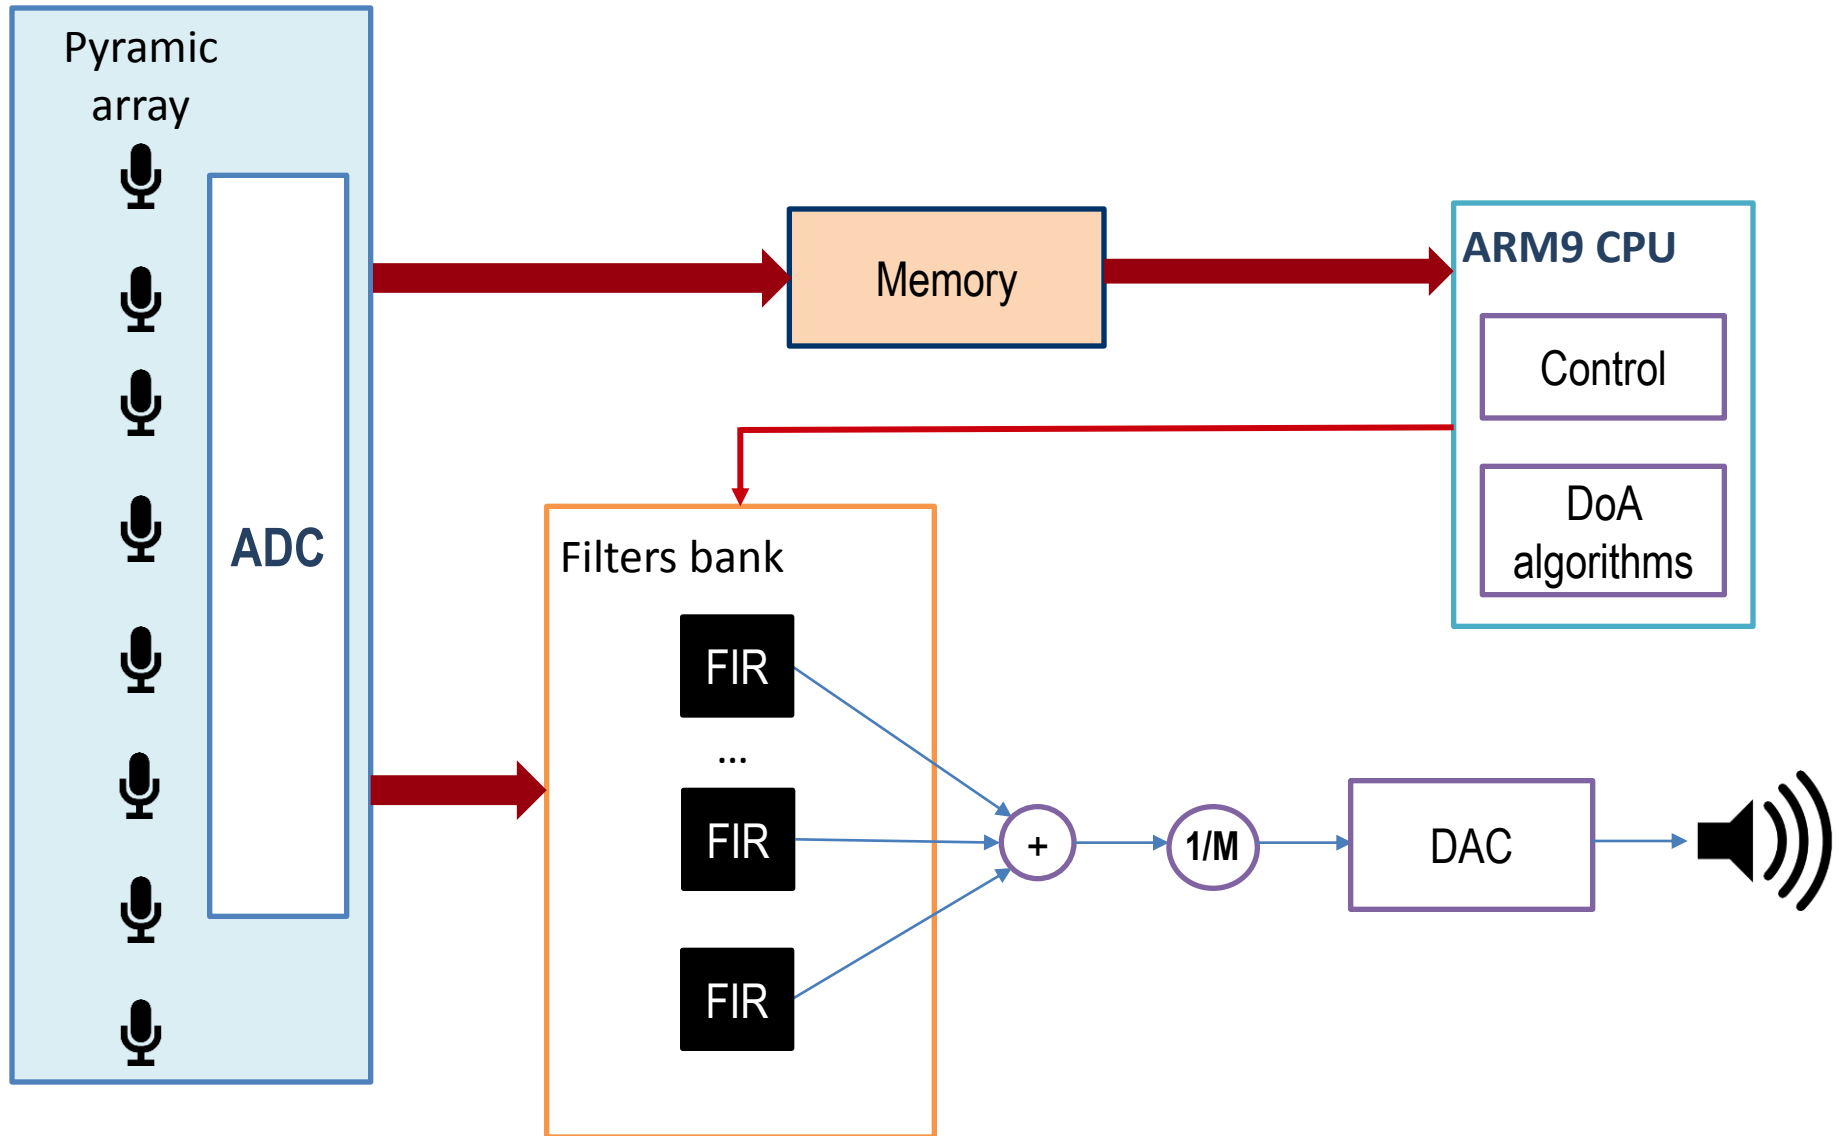 Pyramic
array
ADC
Memory
ARM9 CPU
Control
DoA
algorithms
Filters bank
FIR
...
FIR
FIR
+
1/M
DAC